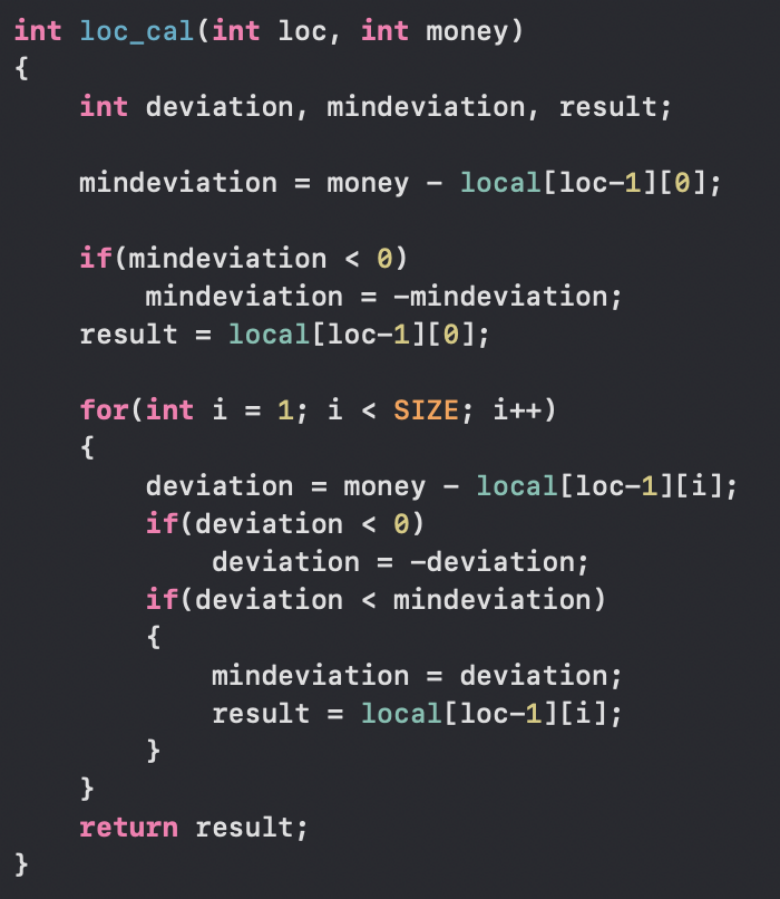 int loc_cal(int loc, int money)
{
    int deviation, mindeviation, result;

    mindeviation = money - local[loc-1][0];

    if(mindeviation < 0)
        mindeviation = -mindeviation;
    result = local[loc-1][0];

    for(int i = 1; i < SIZE; i++)
    {
        deviation = money - local[loc-1][i];
        if(deviation < 0)
            deviation = -deviation;
        if(deviation < mindeviation)
        {
            mindeviation = deviation;
            result = local[loc-1][i];
        }
    }
    return result;
}